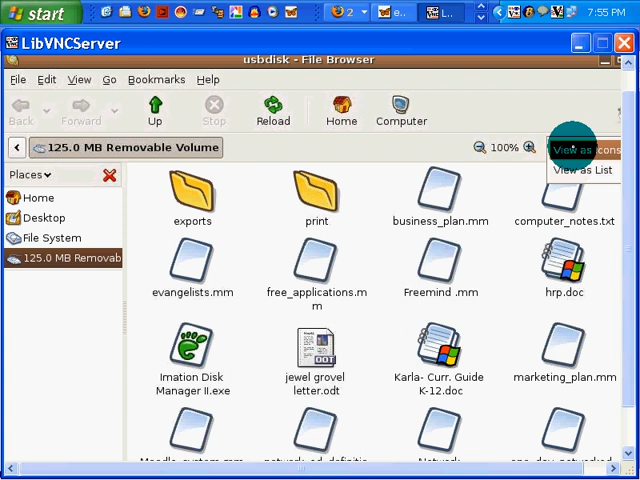 start
2
e..
L..
7:55 PM
LibVNCServer
usbdisk - File Browser
File Edit View Go Bookmarks Help
Back Forward Up Stop Reload Home Computer
125.0 MB Removable Volume
100%
View as Icons
View as List
Places
Home
Desktop
File System
125.0 MB Removab
exports
print
business_plan.mm
computer_notes.txt
evangelists.mm
free_applications.m
m
Freemind .mm
hrp.doc
Imation Disk
Manager II.exe
jewel grovel
letter.odt
Karla- Curr. Guide
K-12.doc
marketing_plan.mm